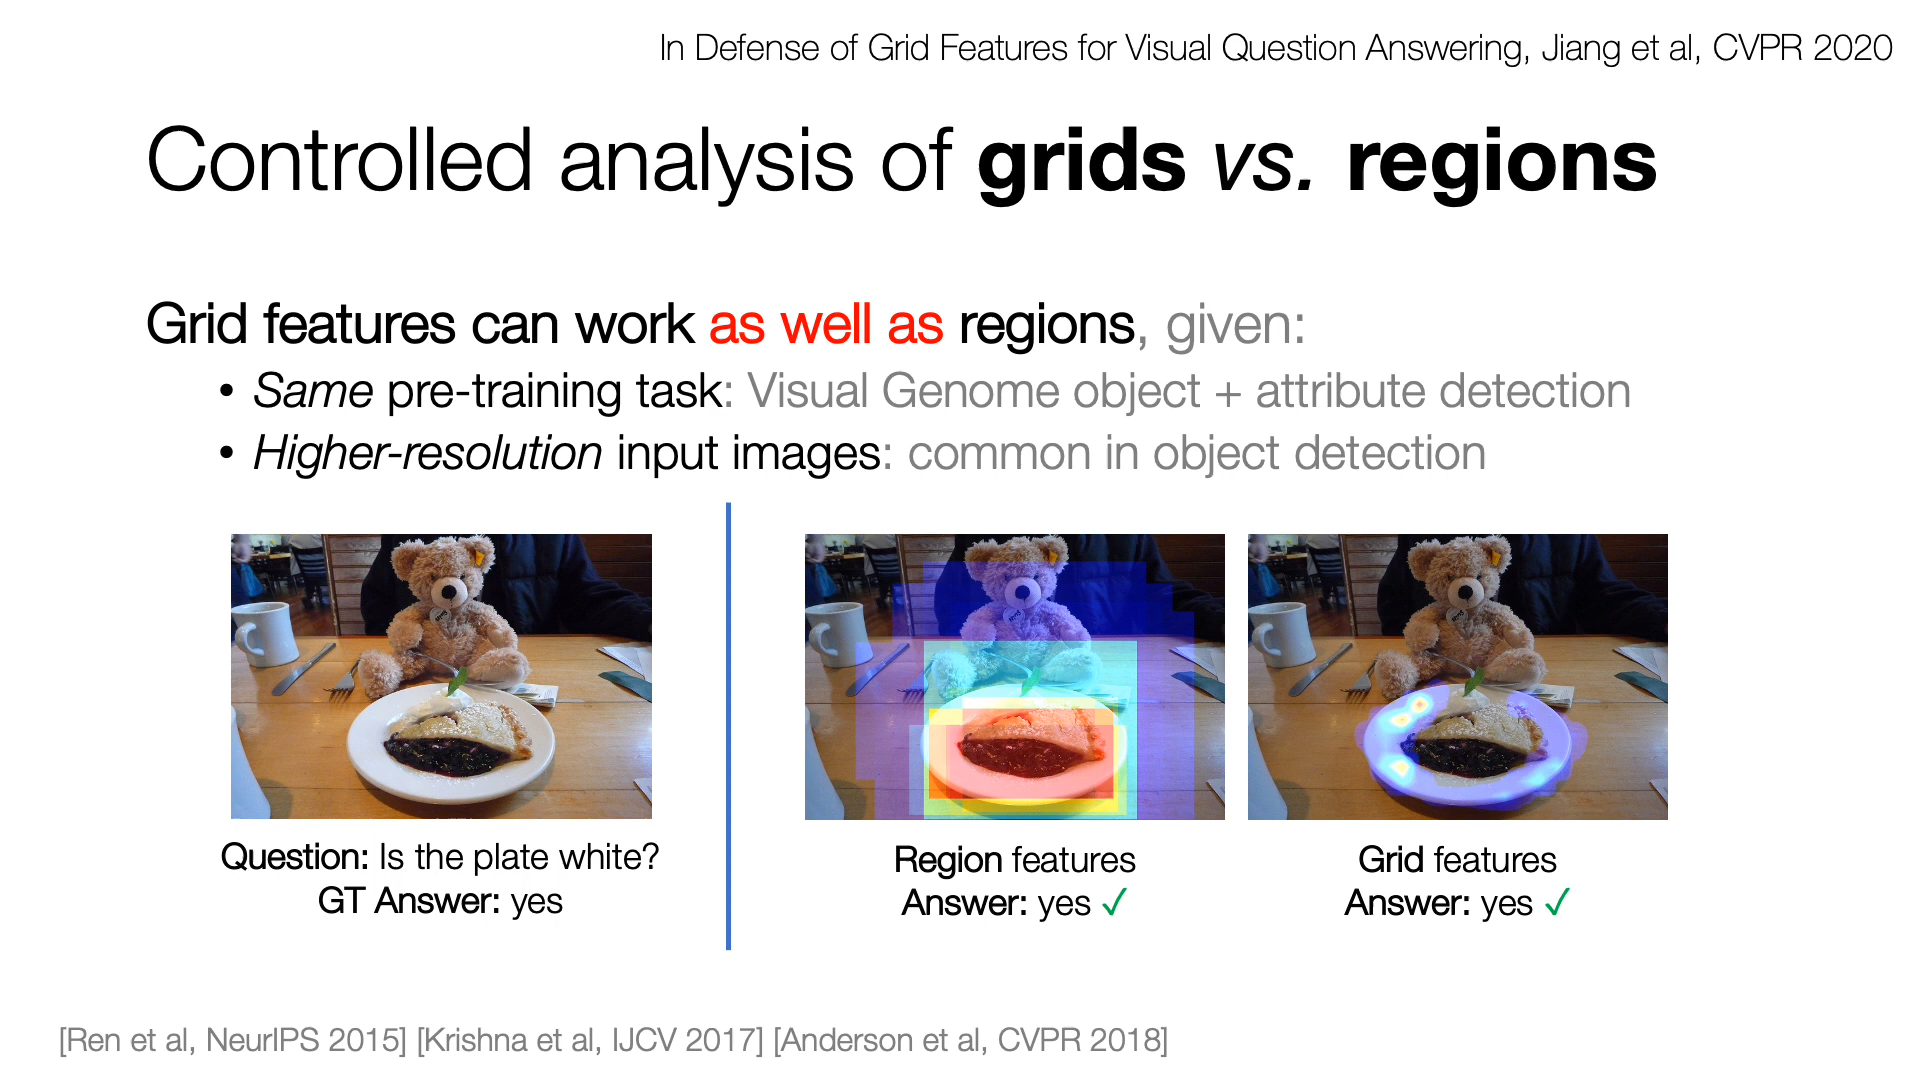 In Defense of Grid Features for Visual Question Answering, Jiang et al, CVPR 2020
Controlled analysis of grids vs. regions
Grid features can work as well as regions, given:
• Same pre-training task: Visual Genome object + attribute detection
• Higher-resolution input images: common in object detection
Question: Is the plate white?
GT Answer: yes
Region features
Answer: yes ✓
Grid features
Answer: yes ✓
[Ren et al, NeurIPS 2015] [Krishna et al, IJCV 2017] [Anderson et al, CVPR 2018]